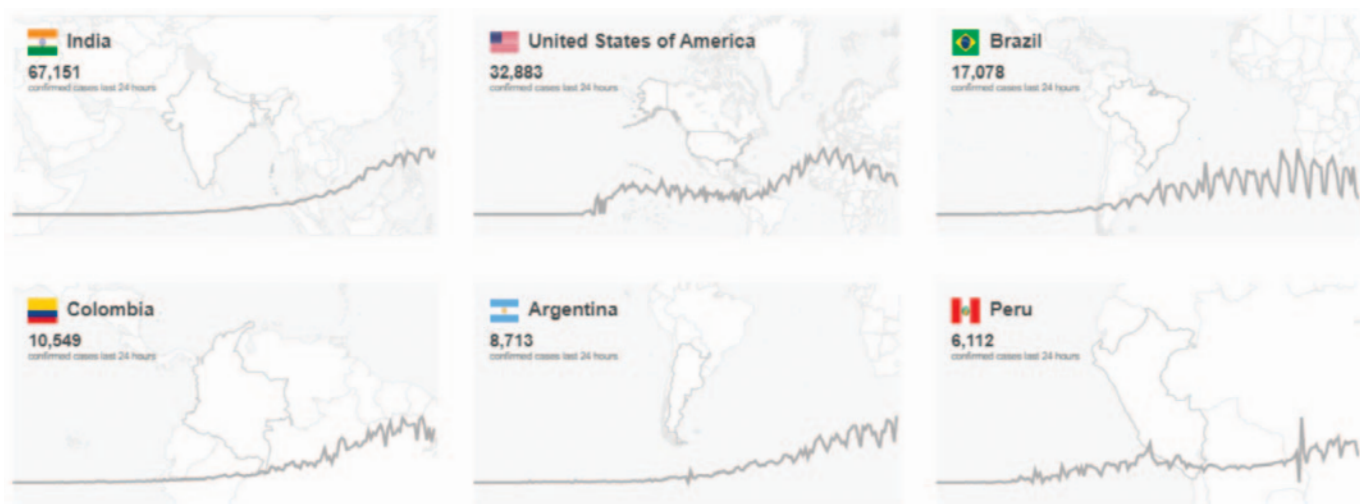 India
67,151
confirmed cases last 24 hours
United States of America
32,883
confirmed cases last 24 hours
Brazil
17,078
confirmed cases last 24 hours
Colombia
10,549
confirmed cases last 24 hours
Argentina
8,713
confirmed cases last 24 hours
Peru
6,112
confirmed cases last 24 hours